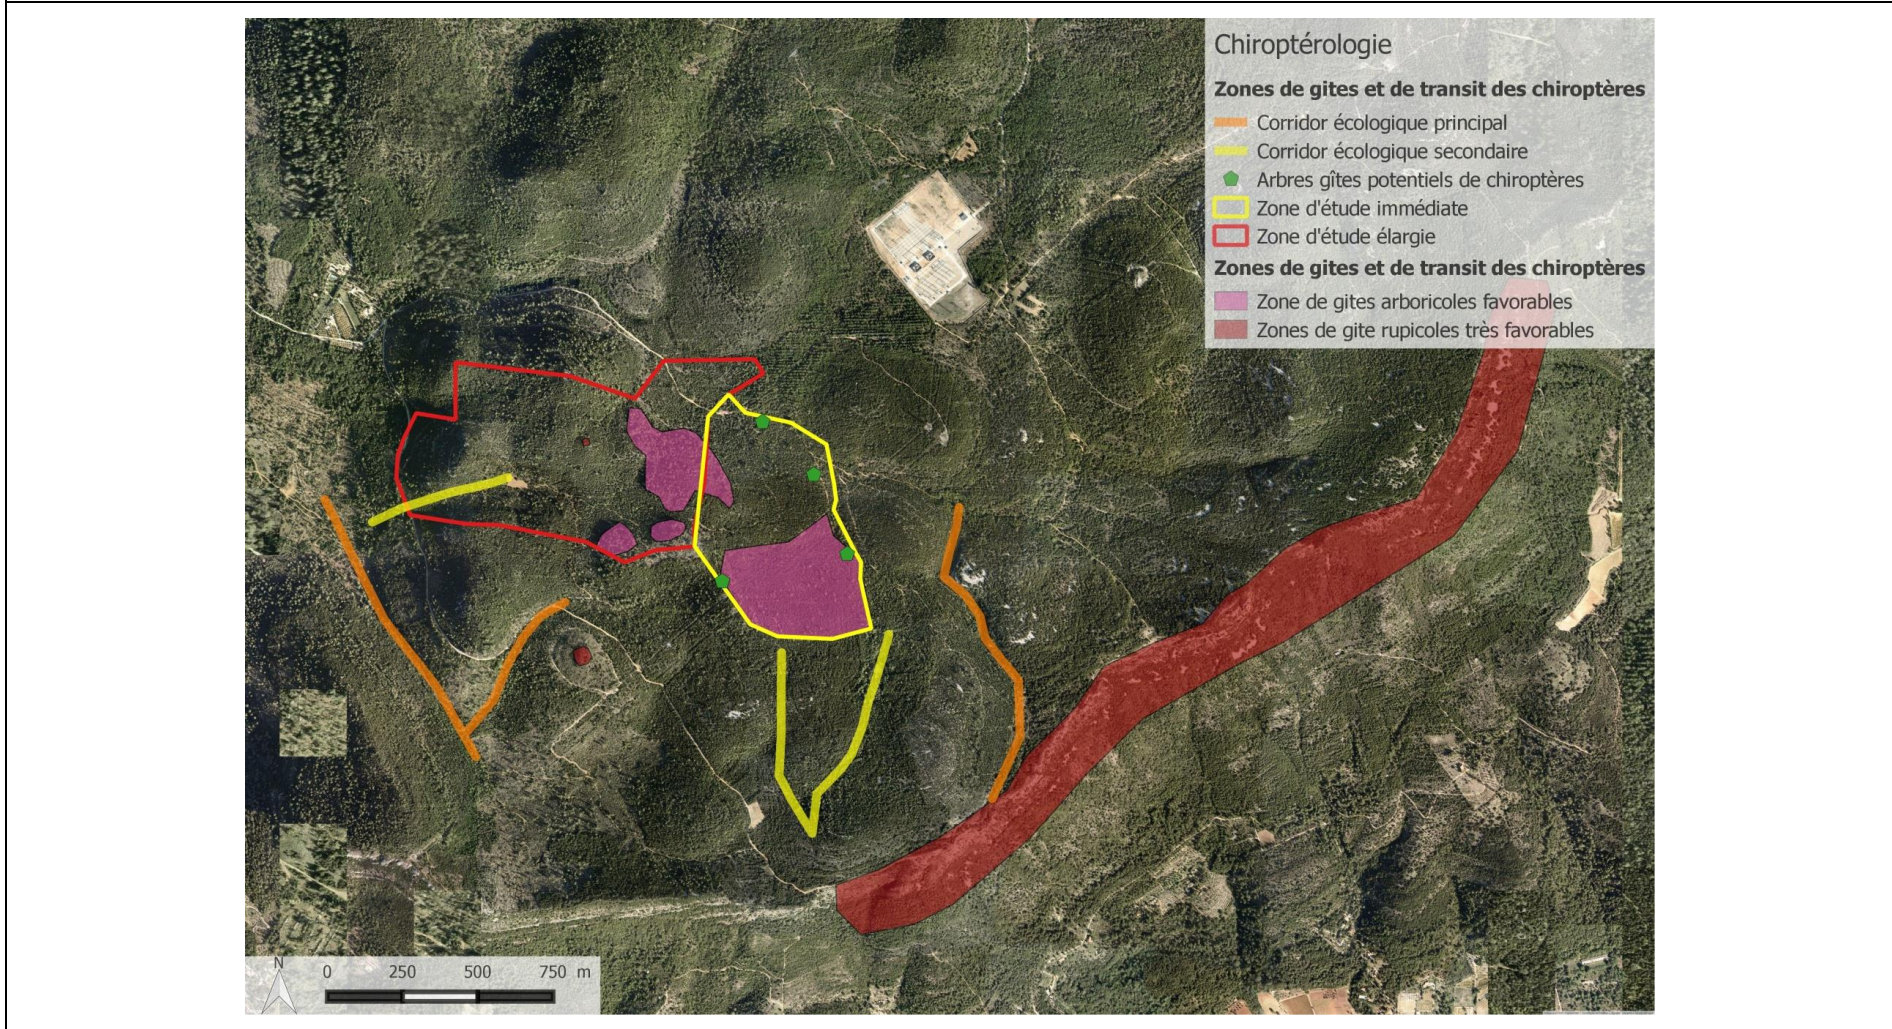 Chiroptérologie
Zones de gites et de transit des chiroptères
Corridor écologique principal
Corridor écologique secondaire
Arbres gîtes potentiels de chiroptères
Zone d'étude immédiate
Zone d'étude élargie
Zones de gites et de transit des chiroptères
Zone de gites arboricoles favorables
Zones de gite rupicoles très favorables
N
0 250 500 750 m